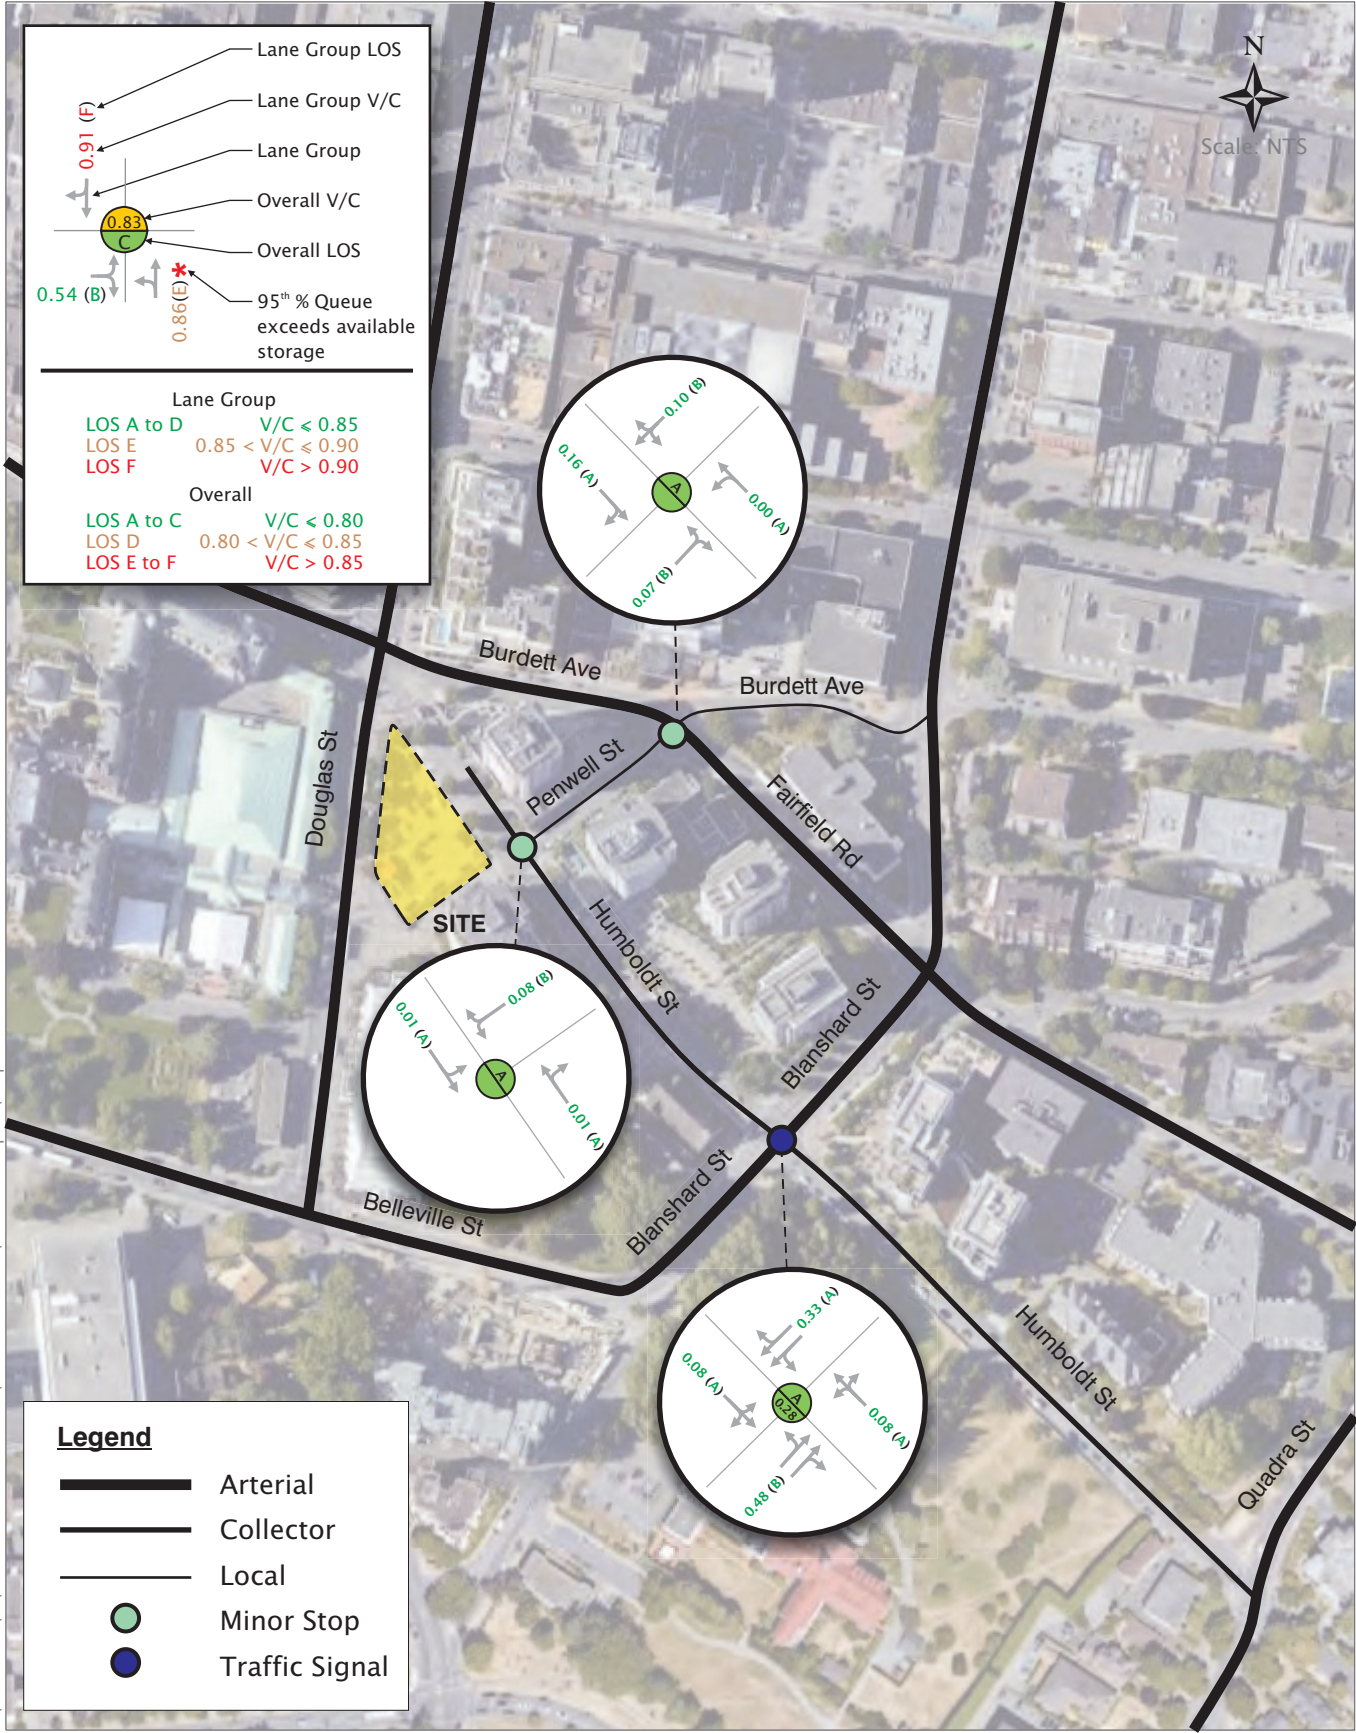 Lane Group LOS
Lane Group V/C
Lane Group
Overall V/C
Overall LOS
95th % Queue
exceeds available
storage
0.91 (F)
0.83
C
0.54 (B)
0.86(E)*
Lane Group
LOS A to D V/C ⩽ 0.85
LOS E 0.85 < V/C ⩽ 0.90
LOS F V/C > 0.90
Overall
LOS A to C V/C ⩽ 0.80
LOS D 0.80 < V/C ⩽ 0.85
LOS E to F V/C > 0.85
N
Scale: NTS
0.10 (B)
0.16 (A)
A
0.00 (A)
0.07 (B)
Burdett Ave
Burdett Ave
Douglas St
Penwell St
Fairfield Rd
SITE
Humboldt St
Blanshard St
0.08 (B)
0.01 (A)
A
0.01 (A)
Blanshard St
Belleville St
0.33 (A)
0.08 (A)
A
0.28
0.08 (A)
0.48 (B)
Humboldt St
Quadra St
Legend
Arterial
Collector
Local
Minor Stop
Traffic Signal